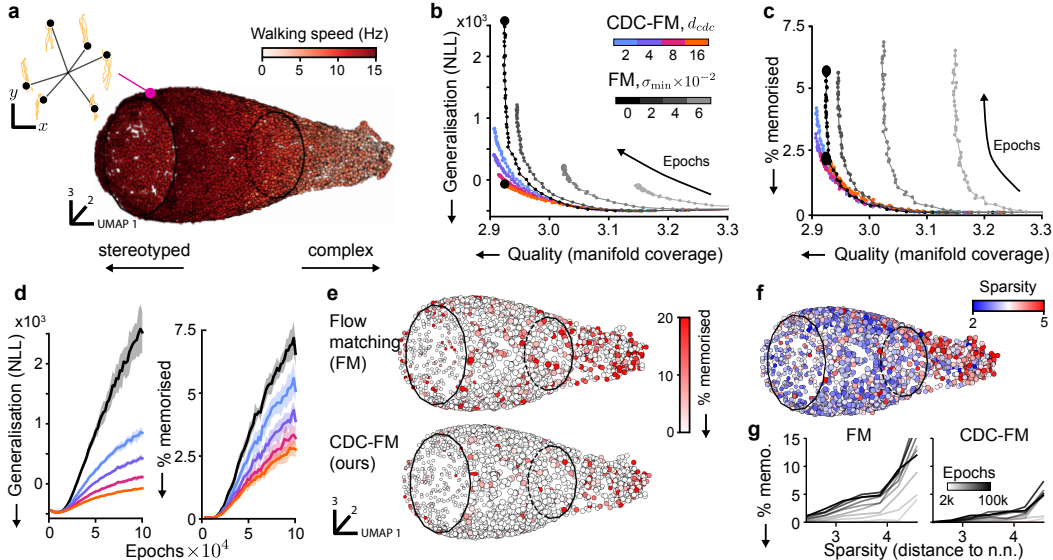 a
Walking speed (Hz)
0 5 10 15
y
x
3
2
UMAP 1
stereotyped
complex
b
×10³
Generalisation (NLL)
2
1
0
CDC-FM, d_cdc
2 4 8 16
FM, σ_min×10⁻²
0 2 4 6
Epochs
2.9 3.0 3.1 3.2 3.3
Quality (manifold coverage)
c
% memorised
7.5
5
2.5
0
Epochs
2.9 3.0 3.1 3.2 3.3
Quality (manifold coverage)
d
×10³
Generalisation (NLL)
2
1
0
0 5 10
% memorised
7.5
5
2.5
0
0 5 10
Epochs ×10⁴
e
Flow
matching
(FM)
CDC-FM
(ours)
3
2
UMAP 1
20
10
0
% memorised
f
Sparsity
2 5
g
FM
CDC-FM
% memo.
15
10
5
0
Epochs
2k 100k
3 4
3 4
Sparsity (distance to n.n.)